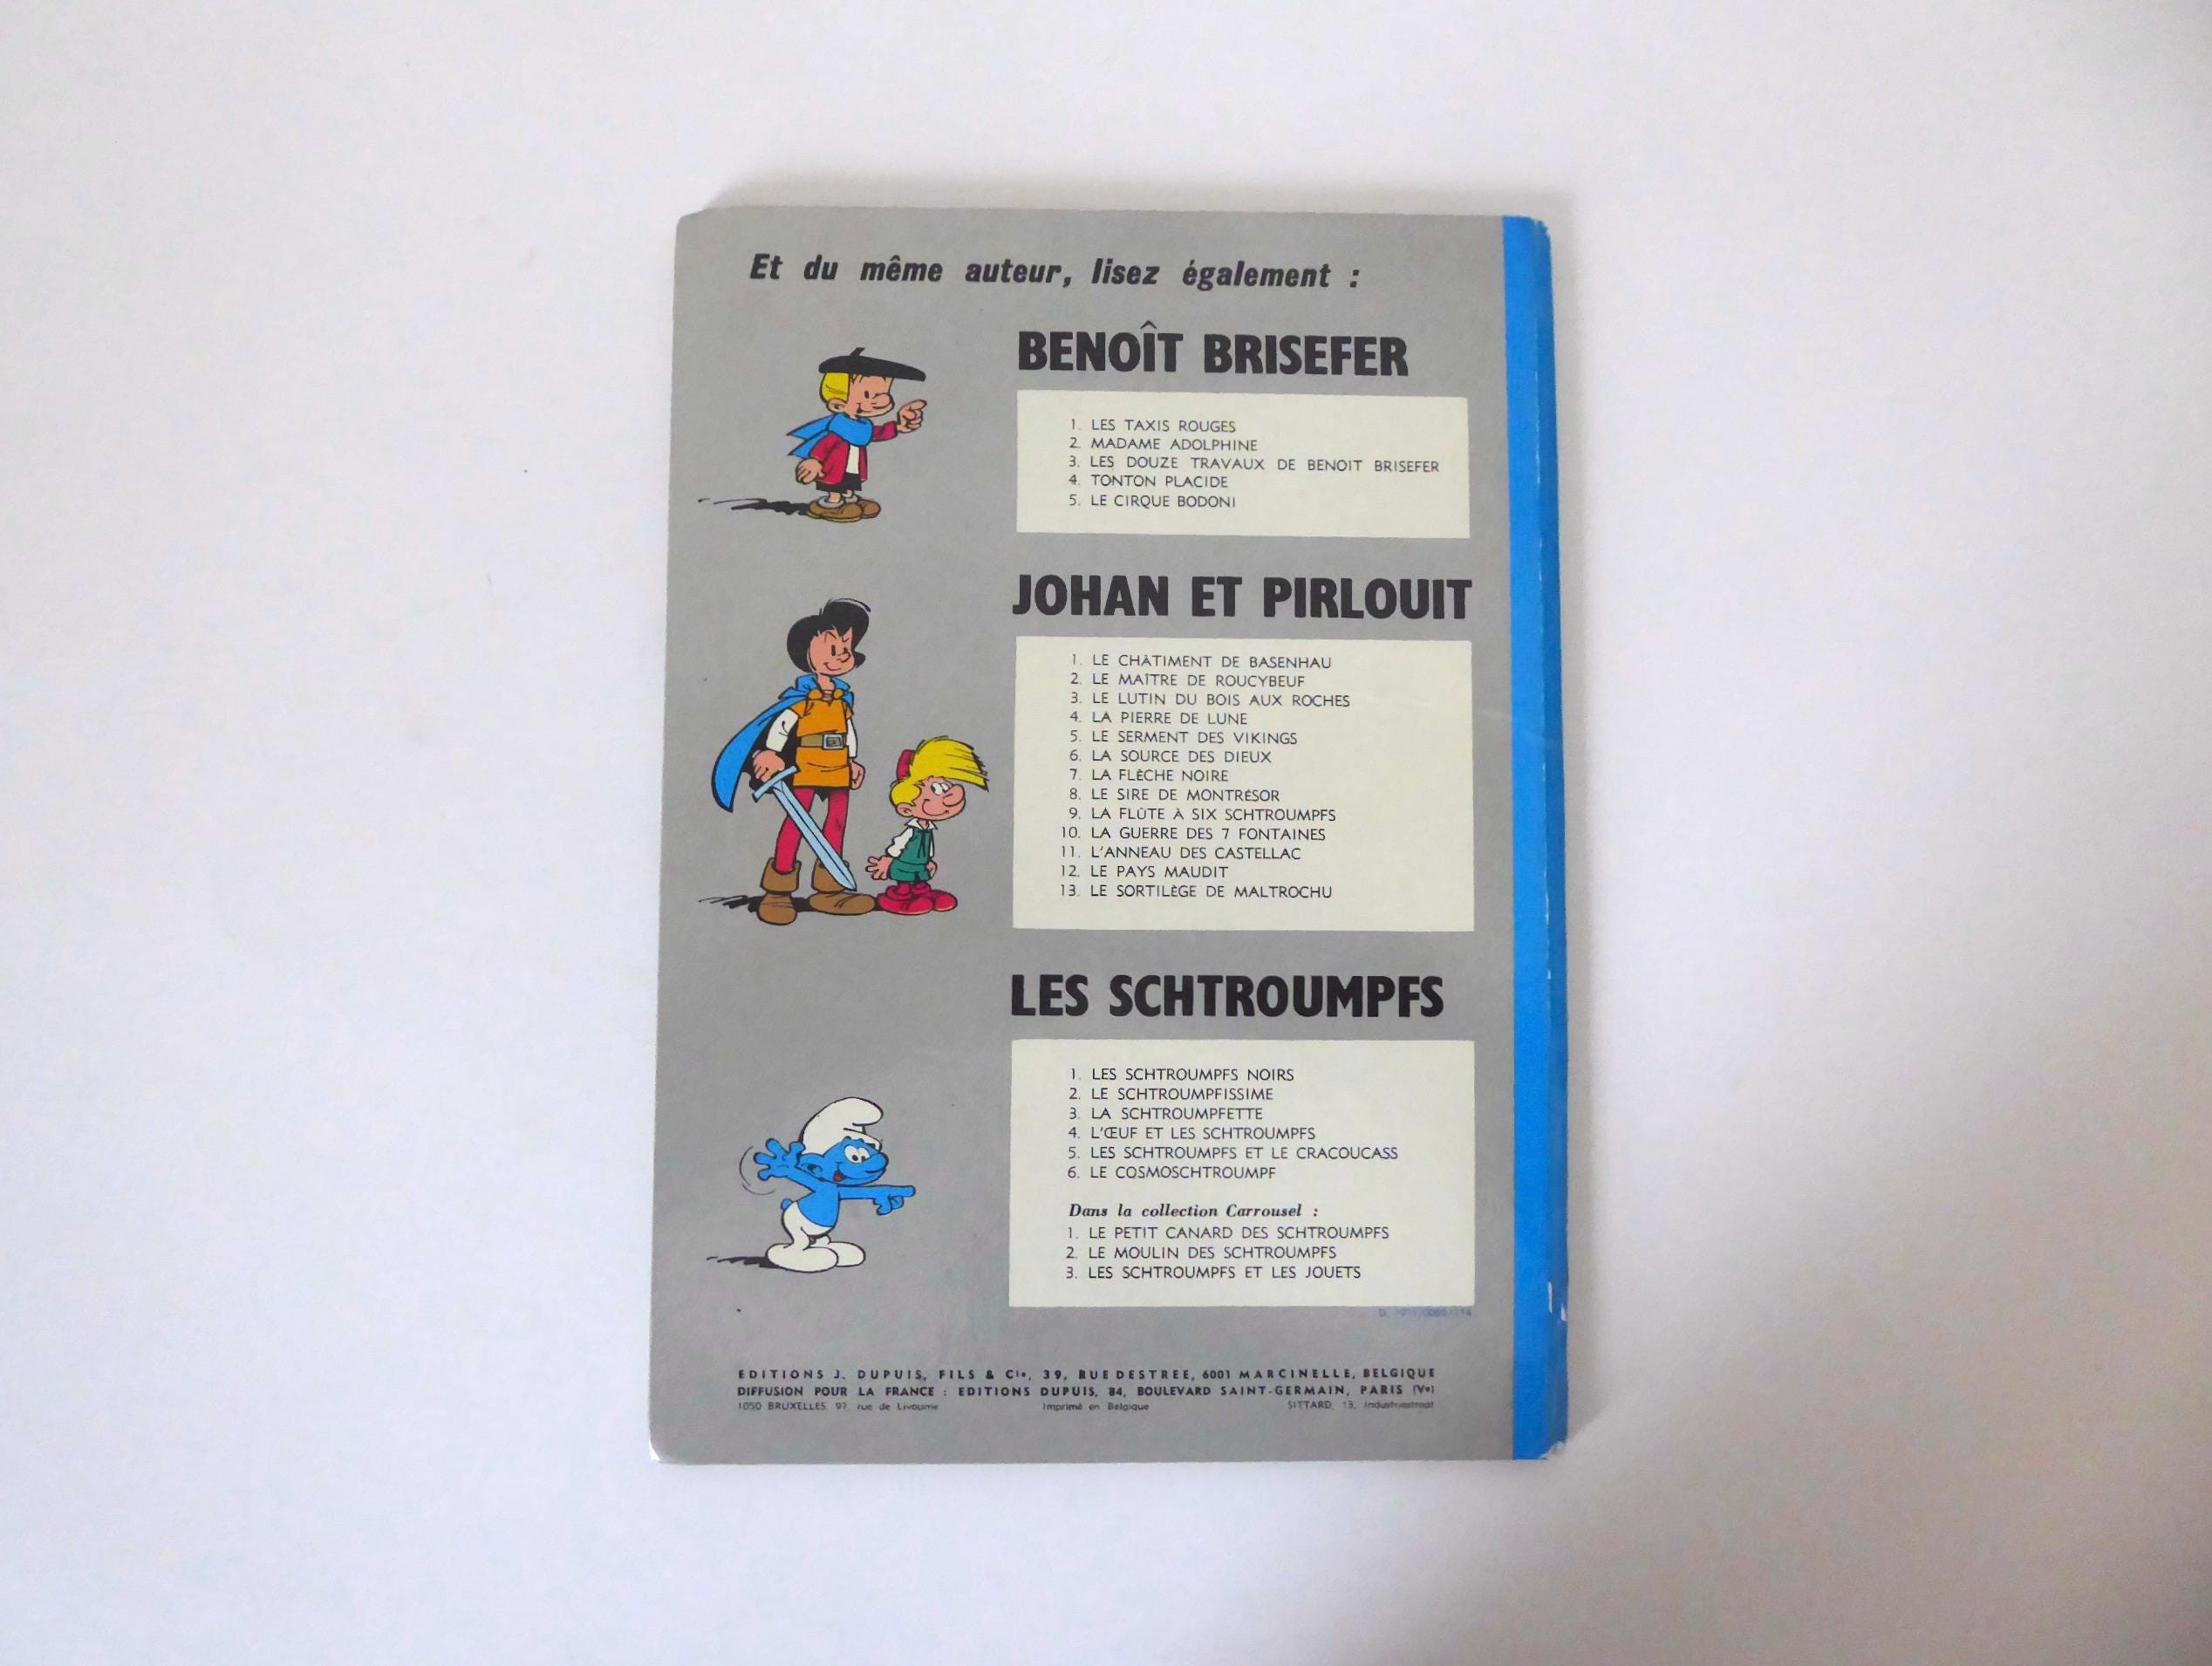 Et du même auteur, lisez également :
BENOÎT BRISEFER
1. LES TAXIS ROUGES
2. MADAME ADOLPHINE
3. LES DOUZE TRAVAUX DE BENOIT BRISEFER
4. TONTON PLACIDE
5. LE CIRQUE BODONI
JOHAN ET PIRLOUIT
1. LE CHÂTIMENT DE BASENHAU
2. LE MAÎTRE DE ROUCYBEUF
3. LE LUTIN DU BOIS AUX ROCHES
4. LA PIERRE DE LUNE
5. LE SERMENT DES VIKINGS
6. LA SOURCE DES DIEUX
7. LA FLÈCHE NOIRE
8. LE SIRE DE MONTRÉSOR
9. LA FLÛTE À SIX SCHTROUMPFS
10. LA GUERRE DES 7 FONTAINES
11. L'ANNEAU DES CASTELLAC
12. LE PAYS MAUDIT
13. LE SORTILÈGE DE MALTROCHU
LES SCHTROUMPFS
1. LES SCHTROUMPFS NOIRS
2. LE SCHTROUMPFISSIME
3. LA SCHTROUMPFETTE
4. L'ŒUF ET LES SCHTROUMPFS
5. LES SCHTROUMPFS ET LE CRACOUCASS
6. LE COSMOSCHTROUMPF
Dans la collection Carrousel :
1. LE PETIT CANARD DES SCHTROUMPFS
2. LE MOULIN DES SCHTROUMPFS
3. LES SCHTROUMPFS ET LES JOUETS
EDITIONS J. DUPUIS, FILS & Cie, 39, RUE DESTREE, 6001 MARCINELLE, BELGIQUE
DIFFUSION POUR LA FRANCE : EDITIONS DUPUIS, 84, BOULEVARD SAINT-GERMAIN, PARIS (Ve)
1050 BRUXELLES, 97, rue de Livourne Imprimé en Belgique SITTARD, 13, Industriestraat